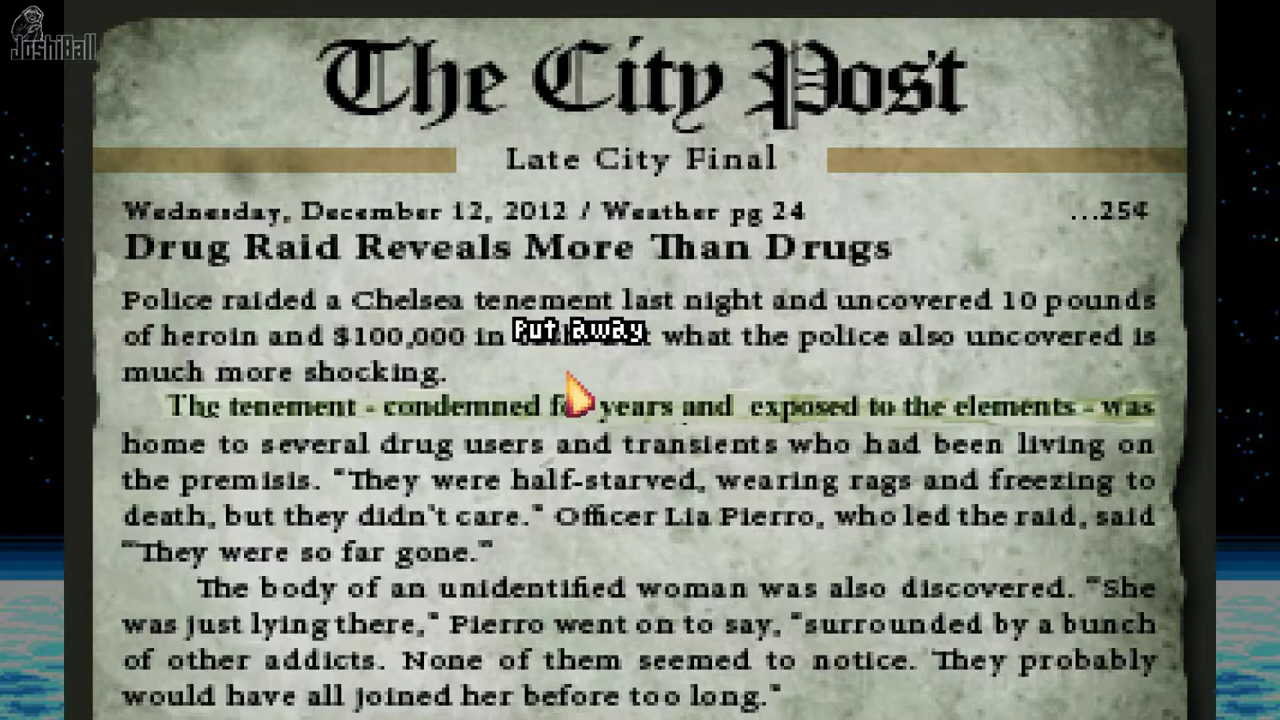 JoshiBall
The City Post
Late City Final
Wednesday, December 12, 2012 / Weather pg 24 ...25¢
Drug Raid Reveals More Than Drugs
Police raided a Chelsea tenement last night and uncovered 10 pounds
of heroin and $100,000 in Put away what the police also uncovered is
much more shocking.
The tenement - condemned years and exposed to the elements - was
home to several drug users and transients who had been living on
the premisis. "They were half-starved, wearing rags and freezing to
death, but they didn't care." Officer Lia Pierro, who led the raid, said
"They were so far gone."
The body of an unidentified woman was also discovered. "She
was just lying there," Pierro went on to say, "surrounded by a bunch
of other addicts. None of them seemed to notice. They probably
would have all joined her before too long."